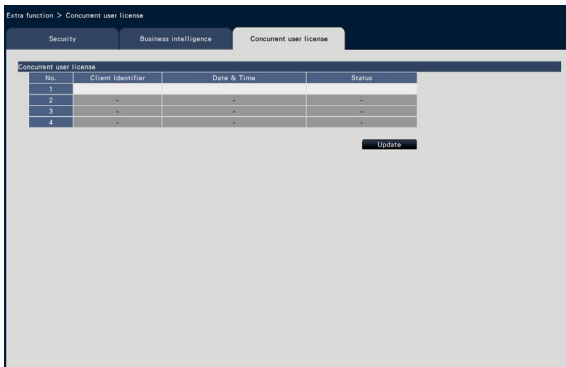 Extra function > Concurrent user license
Security Business intelligence Concurrent user license
Concurrent user license
No. Client Identifier Date & Time Status
1
2 - - -
3 - - -
4 - - -
Update